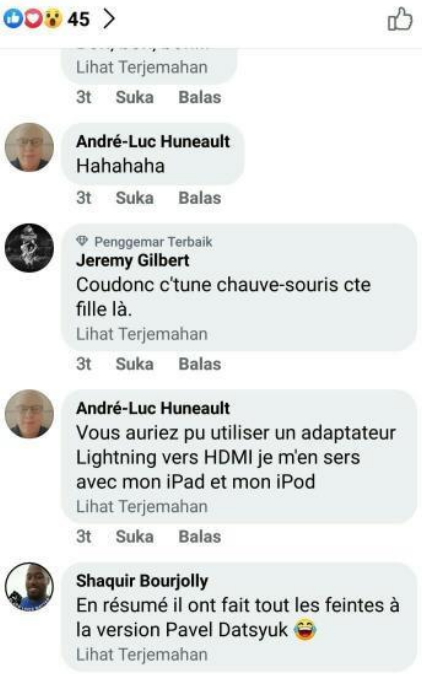 45
Lihat Terjemahan
3t Suka Balas
André-Luc Huneault
Hahahaha
3t Suka Balas
Penggemar Terbaik
Jeremy Gilbert
Coudonc c'tune chauve-souris cte
fille là.
Lihat Terjemahan
3t Suka Balas
André-Luc Huneault
Vous auriez pu utiliser un adaptateur
Lightning vers HDMI je m'en sers
avec mon iPad et mon iPod
Lihat Terjemahan
3t Suka Balas
Shaquir Bourjolly
En résumé il ont fait tout les feintes à
la version Pavel Datsyuk 😂
Lihat Terjemahan